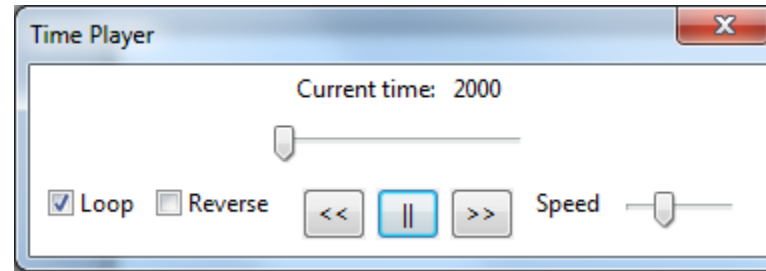 Time Player
Current time: 2000
Loop Reverse << || >> Speed